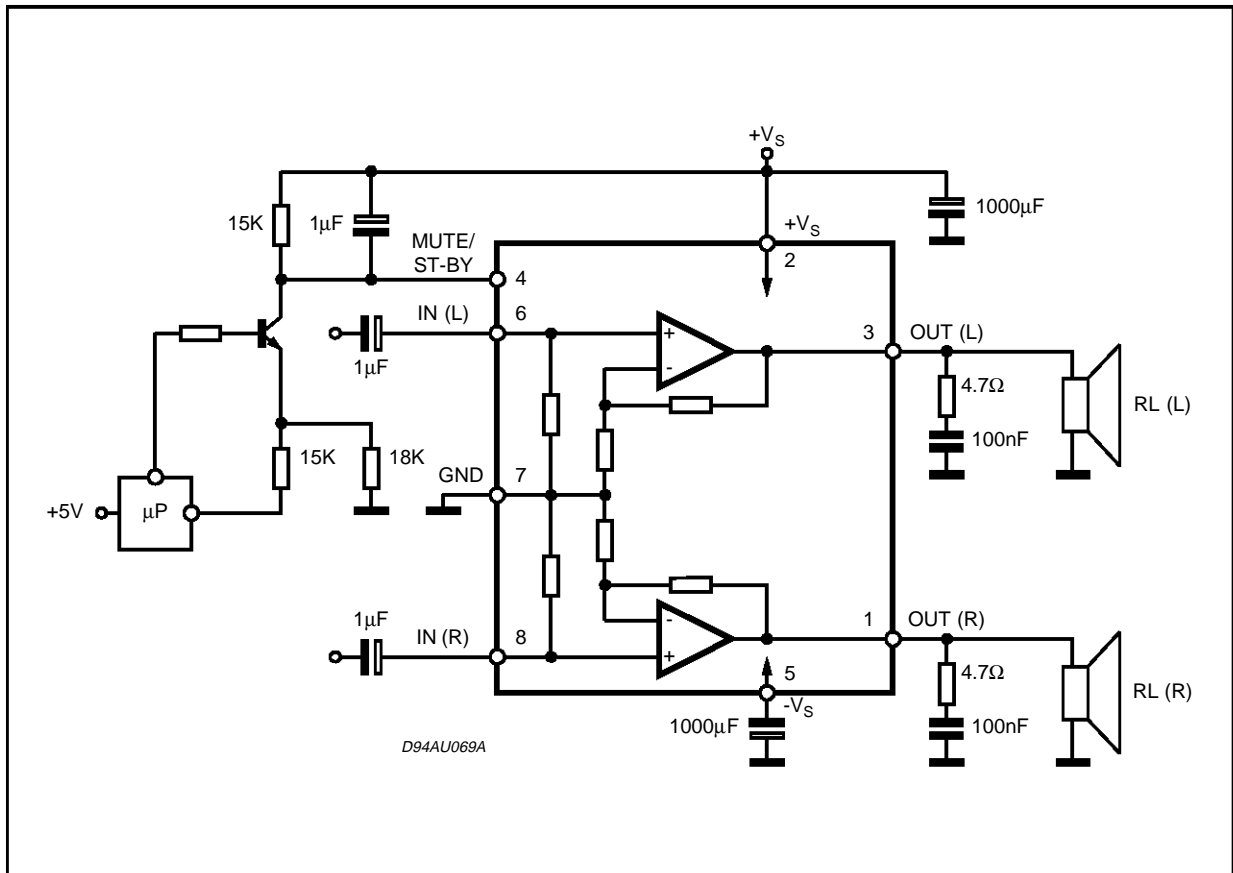 +VS
1000µF
15K
1µF
+VS
2
MUTE/
ST-BY
4
IN (L)
6
1µF
+
-
3
OUT (L)
4.7Ω
100nF
RL (L)
15K
18K
GND
7
+5V
µP
1µF
IN (R)
8
-
+
1
OUT (R)
4.7Ω
100nF
RL (R)
5
-VS
1000µF
D94AU069A